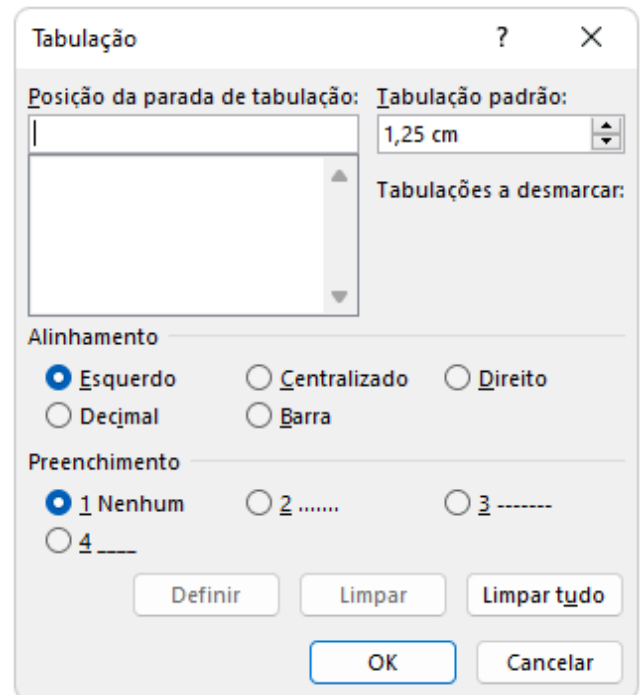 Tabulação ? ×
Posição da parada de tabulação: Tabulação padrão:
1,25 cm
Tabulações a desmarcar:
Alinhamento
Esquerdo Centralizado Direito
Decimal Barra
Preenchimento
1 Nenhum 2 ....... 3 -------
4 ____
Definir Limpar Limpar tudo
OK Cancelar